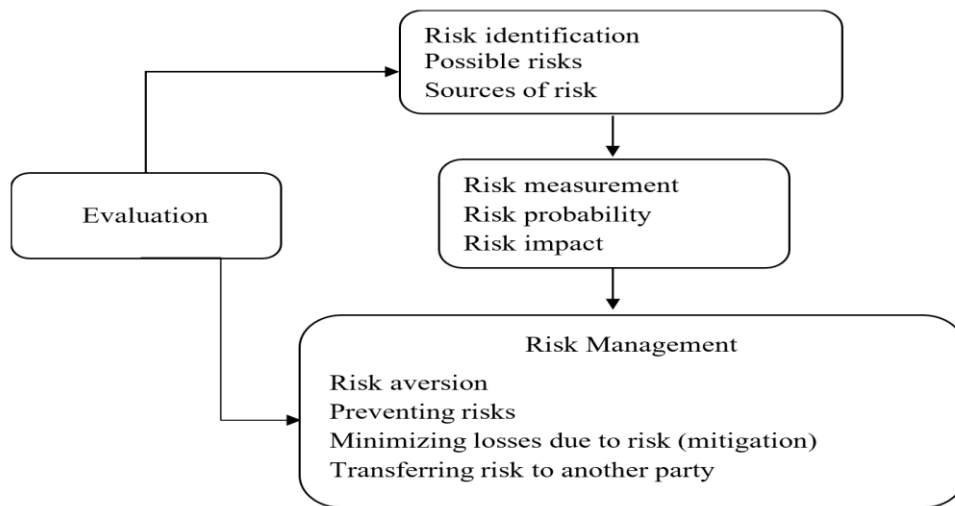 Risk identification
Possible risks
Sources of risk
Risk measurement
Risk probability
Risk impact
Evaluation
Risk Management
Risk aversion
Preventing risks
Minimizing losses due to risk (mitigation)
Transferring risk to another party